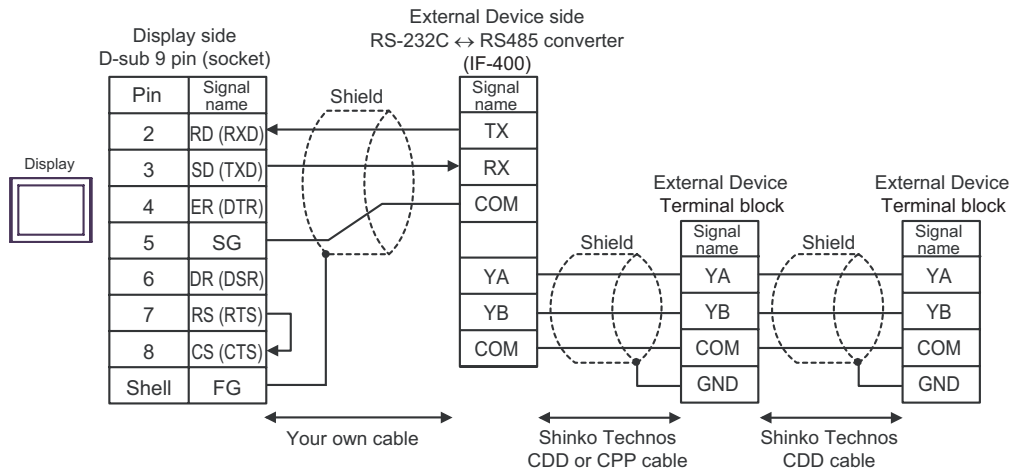 External Device side
RS-232C ↔ RS485 converter
(IF-400)
Display side
D-sub 9 pin (socket)
Pin Signal name
2 RD (RXD)
3 SD (TXD)
4 ER (DTR)
5 SG
6 DR (DSR)
7 RS (RTS)
8 CS (CTS)
Shell FG
Display
Shield
Signal name
TX
RX
COM
YA
YB
COM
Shield
External Device
Terminal block
Signal name
YA
YB
COM
GND
Shield
External Device
Terminal block
Signal name
YA
YB
COM
GND
Your own cable
Shinko Technos
CDD or CPP cable
Shinko Technos
CDD cable